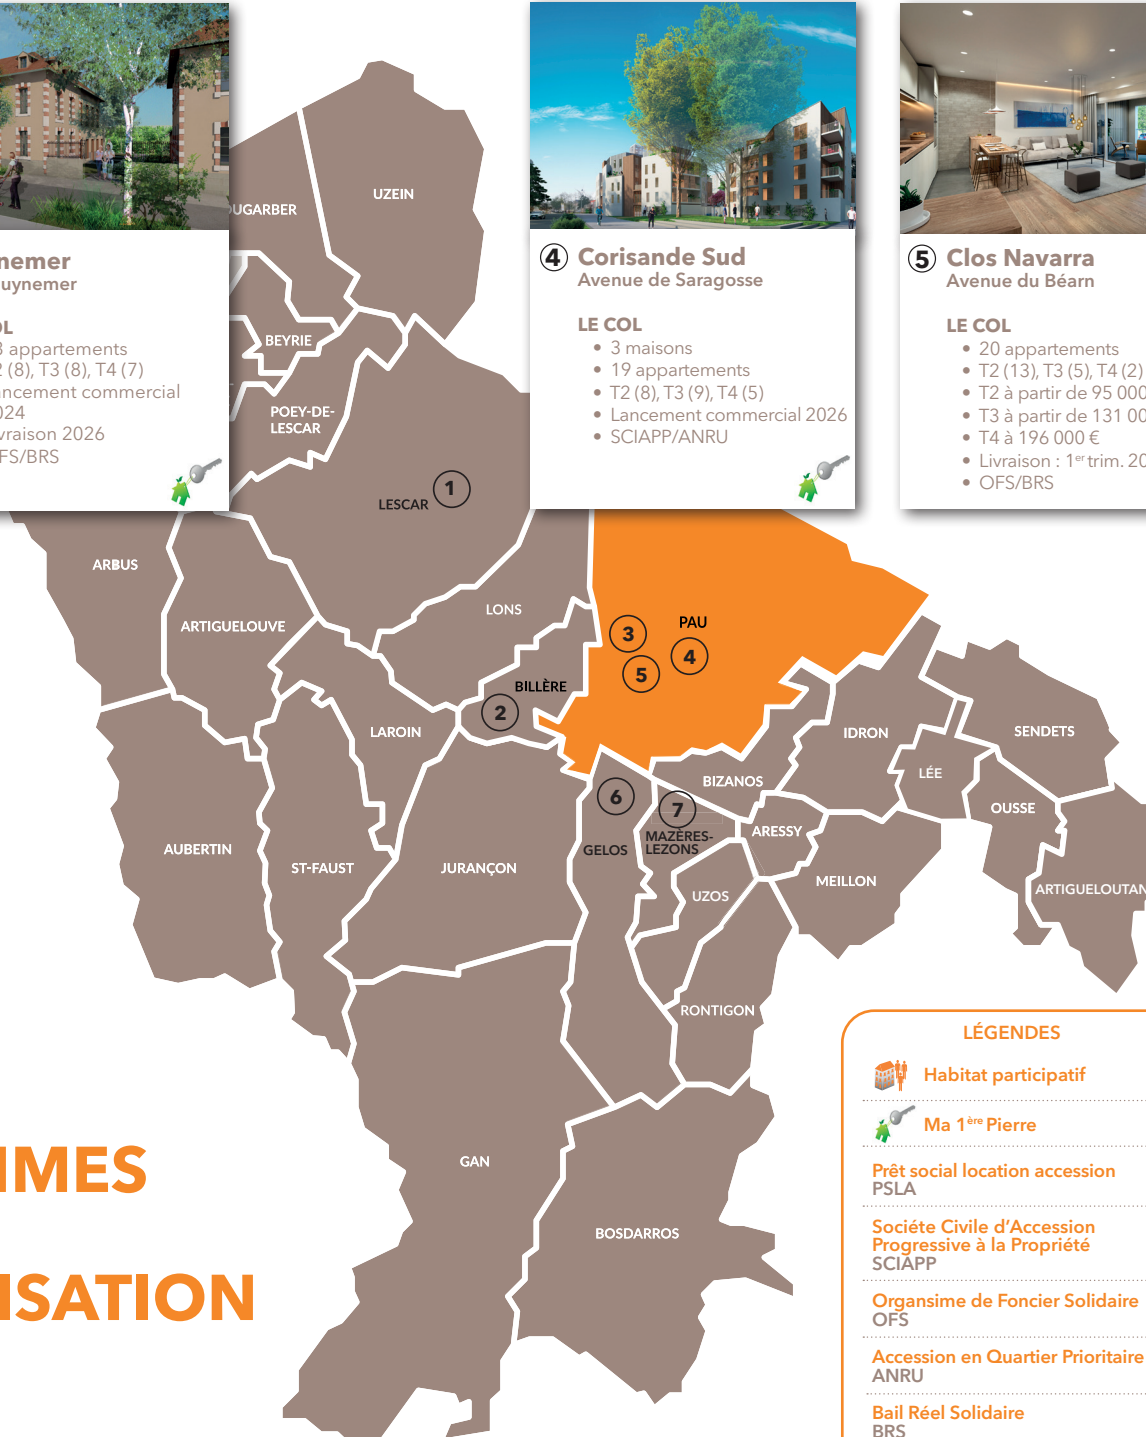 nemer
uynemer
OL
3 appartements
2 (8), T3 (8), T4 (7)
ancement commercial
024
vraison 2026
FS/BRS
4 Corisande Sud
Avenue de Saragosse
LE COL
• 3 maisons
• 19 appartements
• T2 (8), T3 (9), T4 (5)
• Lancement commercial 2026
• SCIAPP/ANRU
5 Clos Navarra
Avenue du Béarn
LE COL
• 20 appartements
• T2 (13), T3 (5), T4 (2)
• T2 à partir de 95 000
• T3 à partir de 131 00
• T4 à 196 000 €
• Livraison : 1er trim. 20
• OFS/BRS
UZEIN
OUGARBER
BEYRIE
POEY-DE-
LESCAR
LESCAR
1
ARBUS
ARTIGUELOUVE
LONS
PAU
3
4
5
BILLÈRE
2
LAROIN
IDRON
SENDETS
LÉE
BIZANOS
OUSSE
6
7
MAZÈRES-
LEZONS
ARESSY
GELOS
AUBERTIN
ST-FAUST
JURANÇON
MEILLON
UZOS
ARTIGUELOUTAN
RONTIGON
GAN
BOSDARROS
MMES
ISATION
LÉGENDES
Habitat participatif
Ma 1ère Pierre
Prêt social location accession
PSLA
Sociéte Civile d'Accession
Progressive à la Propriété
SCIAPP
Organsime de Foncier Solidaire
OFS
Accession en Quartier Prioritaire
ANRU
Bail Réel Solidaire
BRS